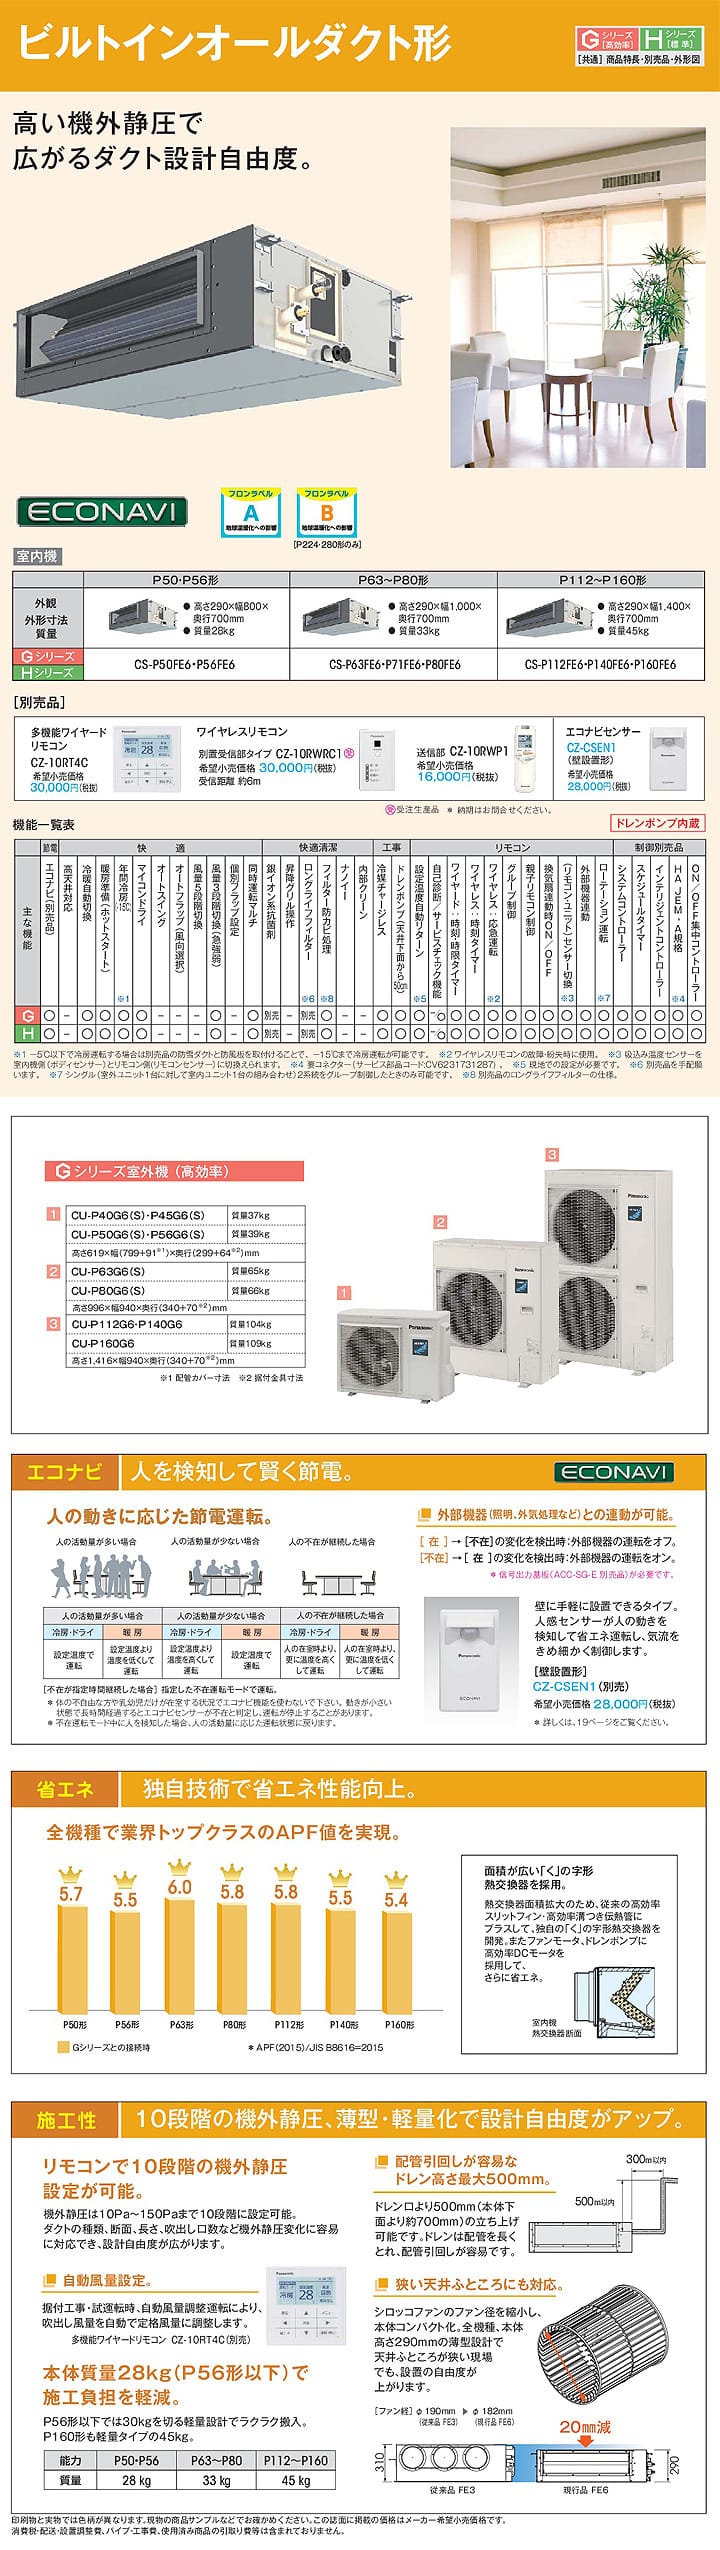 ビルトインオールダクト形
Gシリーズ[高効率] Hシリーズ[標準]
[共通] 商品特長・別売品・外形図
高い機外静圧で
広がるダクト設計自由度。
ECONAVI
フロンラベル A 地球温暖化への影響
フロンラベル B 地球温暖化への影響
[P224・280形のみ]
室内機
P50・P56形 P63〜P80形 P112〜P160形
外観
外形寸法
質量
●高さ290×幅800×奥行700mm
●質量28kg
●高さ290×幅1,000×奥行700mm
●質量33kg
●高さ290×幅1,400×奥行700mm
●質量45kg
Gシリーズ
Hシリーズ
CS-P50FE6・P56FE6 CS-P63FE6・P71FE6・P80FE6 CS-P112FE6・P140FE6・P160FE6
[別売品]
多機能ワイヤード
リモコン
CZ-10RT4C
希望小売価格
30,000円(税抜)
ワイヤレスリモコン
別置受信部タイプ CZ-10RWRC1 受
希望小売価格 30,000円(税抜)
受信距離 約6m
送信部 CZ-10RWP1
希望小売価格
16,000円(税抜)
エコナビセンサー
CZ-CSEN1
(壁設置形)
希望小売価格
28,000円(税抜)
受 受注生産品 * 納期はお問合せください。
機能一覧表
ドレンポンプ内蔵
節電 快適 快適清潔 工事 リモコン 制御別売品
主な機能
エコナビ(別売品)
高天井対応
冷暖自動切換
暖房準備(ホットスタート)
年間冷房(-15℃) ※1
マイコンドライ
オートスイング
オートフラップ(風向選択)
風量5段階切換
風量3段階切換(急強弱)
個別フラップ設定
同時運転マルチ
銀イオン系抗菌剤
昇降グリル操作
ロングライフフィルター ※6
フィルター防カビ処理 ※8
ナノイー
内部クリーン
冷媒チャージレス
ドレンポンプ(天井下面から50cm)
設定温度自動リターン ※5
自己診断/サービスチェック機能
ワイヤード:時刻・時限タイマー
ワイヤレス:時刻タイマー
ワイヤレス:応急運転 ※2
グループ制御
親子リモコン制御
換気扇連動時ON/OFF
(リモコン・ユニット)センサー切換 ※3
外部機器連動
ローテーション運転 ※7
システムコントローラー
スケジュールタイマー
インテリジェントコントローラー
HA JEM-A規格 ※4
ON/OFF集中コントローラー
G ○ − ○ ○ ○ ○ − − − ○ − ○ 別売 − 別売 ○ − − ○ ○ ○ −/○ ○ ○ ○ ○ ○ ○ ○ ○ ○ ○ ○ ○ ○ ○
H ○ − ○ ○ ○ ○ − − − ○ − ○ 別売 − 別売 ○ − − ○ ○ ○ −/○ ○ ○ ○ ○ ○ ○ ○ ○ ○ ○ ○ ○ ○ ○
※1 −5℃以下で冷房運転する場合は別売品の防雪ダクトと防風板を取付けることで、−15℃まで冷房運転が可能です。 ※2 ワイヤレスリモコンの故障・紛失時に使用。 ※3 吸込み温度センサーを
室内機側(ボディセンサー)とリモコン側(リモコンセンサー)に切換えられます。 ※4 要コネクター(サービス部品コード:CV6231731287)。 ※5 現地での設定が必要です。 ※6 別売品を手配願
います。 ※7 シングル(室外ユニット1台に対して室内ユニット1台の組み合わせ)2系統をグループ制御したときのみ可能です。 ※8 別売品のロングライフフィルターの仕様。
Gシリーズ室外機(高効率)
1 CU-P40G6(S)・P45G6(S) 質量37kg
CU-P50G6(S)・P56G6(S) 質量39kg
高さ619×幅(799+91※1)×奥行(299+64※2)mm
2 CU-P63G6(S) 質量65kg
CU-P80G6(S) 質量66kg
高さ996×幅940×奥行(340+70※2)mm
3 CU-P112G6・P140G6 質量104kg
CU-P160G6 質量109kg
高さ1,416×幅940×奥行(340+70※2)mm
※1 配管カバー寸法 ※2 据付金具寸法
1
2
3
Panasonic
Panasonic
Panasonic
エコナビ 人を検知して賢く節電。 ECONAVI
人の動きに応じた節電運転。
人の活動量が多い場合 人の活動量が少ない場合 人の不在が継続した場合
人の活動量が多い場合 人の活動量が少ない場合 人の不在が継続した場合
冷房・ドライ 暖房 冷房・ドライ 暖房 冷房・ドライ 暖房
設定温度で運転
設定温度より温度を低くして運転
設定温度より温度を高くして運転
設定温度で運転
人の在室時より、更に温度を高くして運転
人の在室時より、更に温度を低くして運転
[不在が指定時間継続した場合] 指定した不在運転モードで運転。
* 体の不自由な方や乳幼児だけが在室する状況でエコナビ機能を使わないで下さい。動きが小さい
状態で長時間経過するとエコナビセンサーが不在と判定し、運転が停止することがあります。
* 不在運転モード中に人を検知した場合、人の活動量に応じた運転状態に戻ります。
外部機器(照明、外気処理など)との連動が可能。
[在]→[不在]の変化を検出時:外部機器の運転をオフ。
[不在]→[在]の変化を検出時:外部機器の運転をオン。
* 信号出力基板(ACC-SG-E 別売品)が必要です。
ECONAVI
壁に手軽に設置できるタイプ。
人感センサーが人の動きを
検知して省エネ運転し、気流を
きめ細かく制御します。
[壁設置形]
CZ-CSEN1(別売)
希望小売価格 28,000円(税抜)
* 詳しくは、19ページをご覧ください。
省エネ 独自技術で省エネ性能向上。
全機種で業界トップクラスのAPF値を実現。
5.7 5.5 6.0 5.8 5.8 5.5 5.4
P50形 P56形 P63形 P80形 P112形 P140形 P160形
Gシリーズとの接続時 * APF(2015)/JIS B8616=2015
面積が広い「く」の字形
熱交換器を採用。
熱交換器面積拡大のため、従来の高効率
スリットフィン・高効率溝つき伝熱管に
プラスして、独自の「く」の字形熱交換器を
開発。またファンモータ、ドレンポンプに
高効率DCモータを
採用して、
さらに省エネ。
室内機
熱交換器断面
施工性 10段階の機外静圧、薄型・軽量化で設計自由度がアップ。
リモコンで10段階の機外静圧
設定が可能。
機外静圧は10Pa〜150Paまで10段階に設定可能。
ダクトの種類、断面、長さ、吹出し口数など機外静圧変化に容易
に対応でき、設計自由度が広がります。
自動風量設定。
据付工事・試運転時、自動風量調整運転により、
吹出し風量を自動で定格風量に調整します。
多機能ワイヤードリモコン CZ-10RT4C(別売)
本体質量28kg(P56形以下)で
施工負担を軽減。
P56形以下では30kgを切る軽量設計でラクラク搬入。
P160形も軽量タイプの45kg。
能力 P50・P56 P63〜P80 P112〜P160
質量 28 kg 33 kg 45 kg
配管引回しが容易な
ドレン高さ最大500mm。
ドレン口より500mm(本体下
面より約700mm)の立ち上げ
可能です。ドレンは配管を長く
とれ、配管引回しが容易です。
300m以内
500m以内
狭い天井ふところにも対応。
シロッコファンのファン径を縮小し、
本体コンパクト化。全機種、本体
高さ290mmの薄型設計で
天井ふところが狭い現場
でも、設置の自由度が
上がります。
[ファン経] φ190mm ▶ φ182mm
(従来品 FE3) (現行品 FE6)
20mm減
310
290
従来品 FE3 現行品 FE6
印刷物と実物では色柄が異なります。現物の商品サンプルなどでお確かめください。この誌面に掲載の価格はメーカー希望小売価格です。
消費税・配送・設置調整費、パイプ・工事費、使用済み商品の引取り費等は含まれておりません。